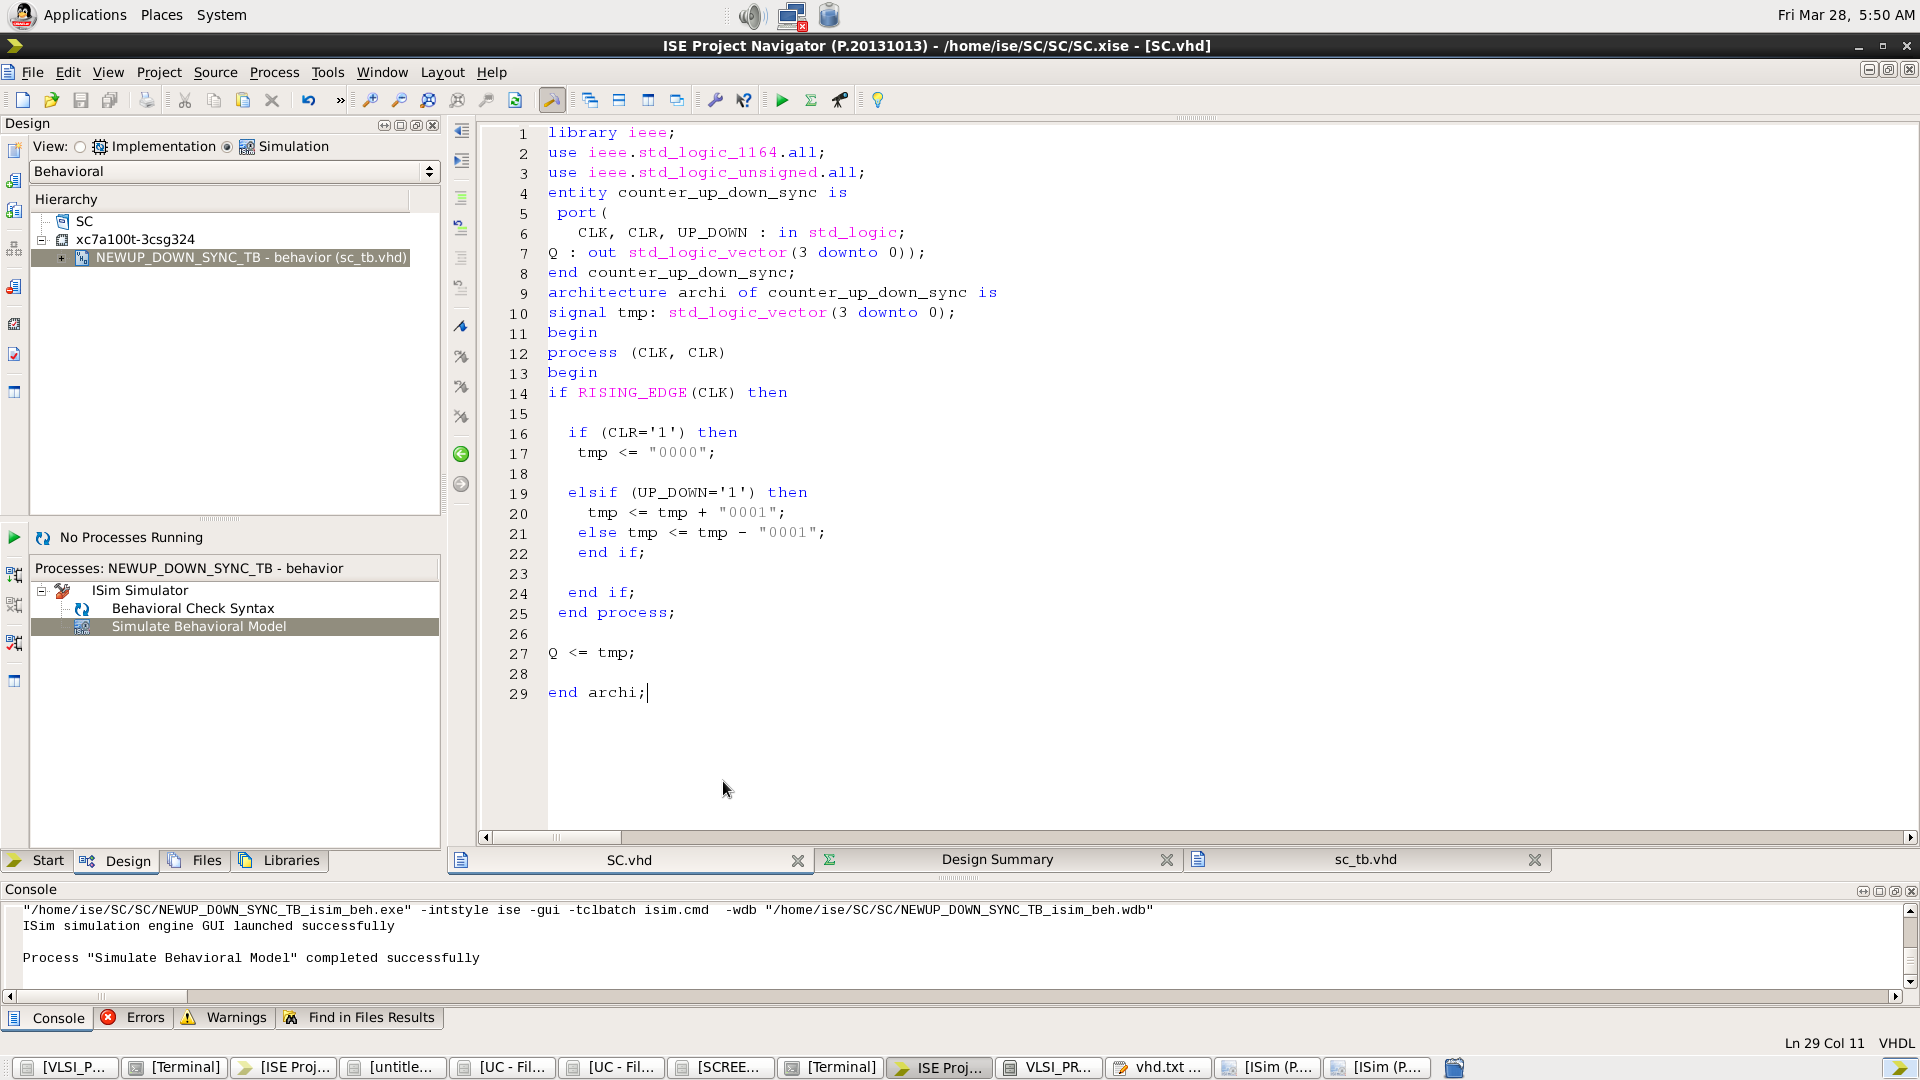 Applications Places System
Fri Mar 28, 5:50 AM
ISE Project Navigator (P.20131013) - /home/ise/SC/SC/SC.xise - [SC.vhd]
File Edit View Project Source Process Tools Window Layout Help
Design
View: Implementation Simulation
Behavioral
Hierarchy
SC
xc7a100t-3csg324
NEWUP_DOWN_SYNC_TB - behavior (sc_tb.vhd)
No Processes Running
Processes: NEWUP_DOWN_SYNC_TB - behavior
ISim Simulator
Behavioral Check Syntax
Simulate Behavioral Model
Start Design Files Libraries
1 library ieee;
2 use ieee.std_logic_1164.all;
3 use ieee.std_logic_unsigned.all;
4 entity counter_up_down_sync is
5 port(
6 CLK, CLR, UP_DOWN : in std_logic;
7 Q : out std_logic_vector(3 downto 0));
8 end counter_up_down_sync;
9 architecture archi of counter_up_down_sync is
10 signal tmp: std_logic_vector(3 downto 0);
11 begin
12 process (CLK, CLR)
13 begin
14 if RISING_EDGE(CLK) then
15
16 if (CLR='1') then
17 tmp <= "0000";
18
19 elsif (UP_DOWN='1') then
20 tmp <= tmp + "0001";
21 else tmp <= tmp - "0001";
22 end if;
23
24 end if;
25 end process;
26
27 Q <= tmp;
28
29 end archi;
SC.vhd Design Summary sc_tb.vhd
Console
"/home/ise/SC/SC/NEWUP_DOWN_SYNC_TB_isim_beh.exe" -intstyle ise -gui -tclbatch isim.cmd -wdb "/home/ise/SC/SC/NEWUP_DOWN_SYNC_TB_isim_beh.wdb"
ISim simulation engine GUI launched successfully
Process "Simulate Behavioral Model" completed successfully
Console Errors Warnings Find in Files Results
Ln 29 Col 11 VHDL
[VLSI_P... [Terminal] [ISE Proj... [untitle... [UC - Fil... [UC - Fil... [SCREE... [Terminal] ISE Proj... VLSI_PR... vhd.txt ... [ISim (P.... [ISim (P....